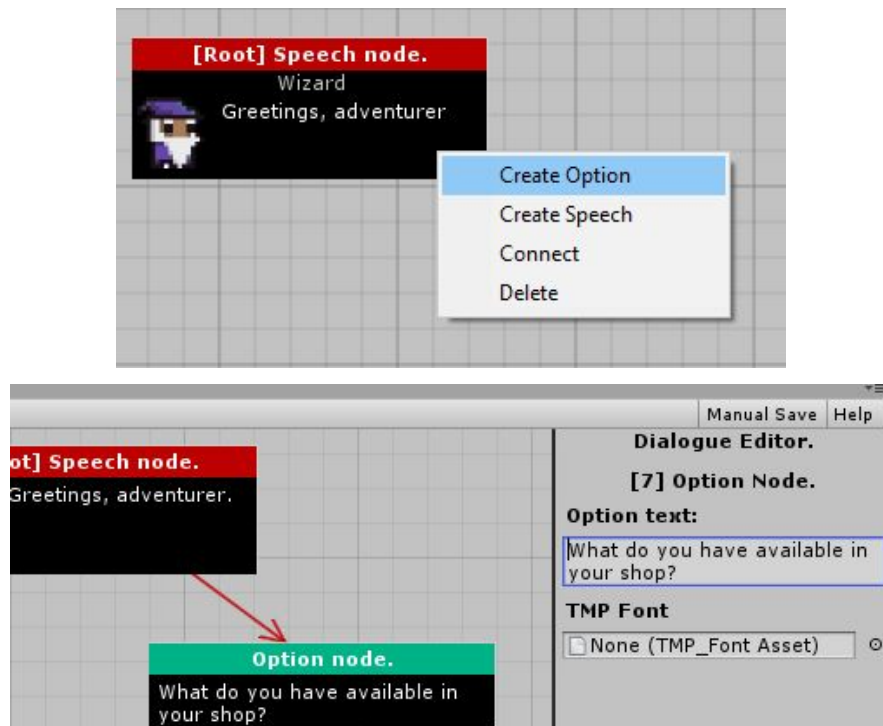 [Root] Speech node.
Wizard
Greetings, adventurer
Create Option
Create Speech
Connect
Delete
Manual Save Help
ot] Speech node.
Greetings, adventurer.
Option node.
What do you have available in
your shop?
Dialogue Editor.
[7] Option Node.
Option text:
What do you have available in
your shop?
TMP Font
None (TMP_Font Asset)